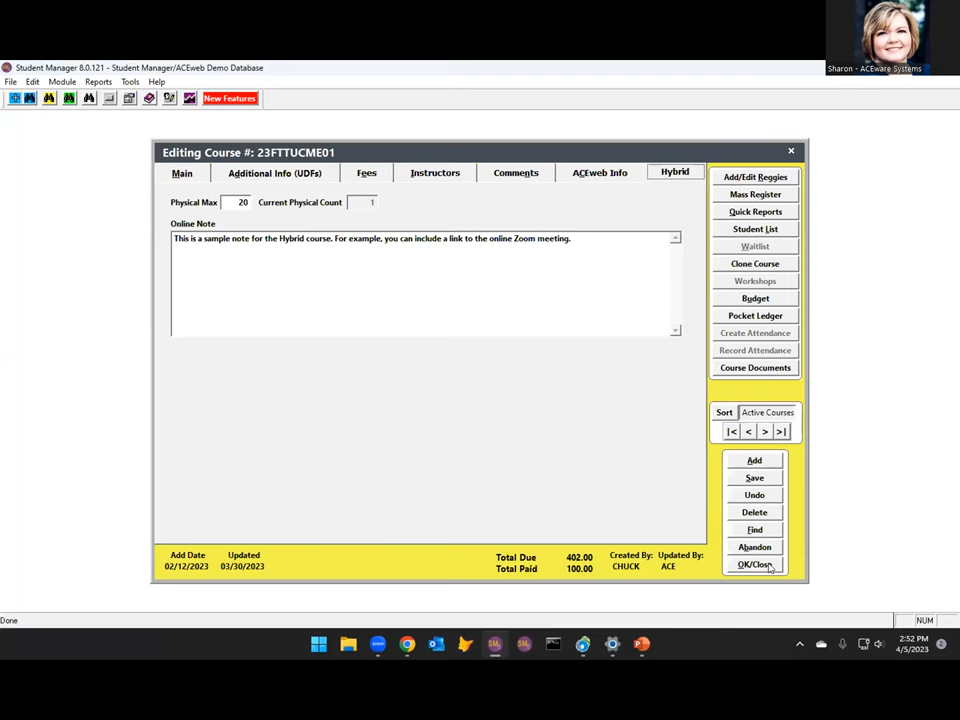 Sharon - ACEware Systems
Student Manager 8.0.121 - Student Manager/ACEweb Demo Database
File Edit Module Reports Tools Help
New Features
Editing Course #: 23FTTUCME01
Main Additional Info (UDFs) Fees Instructors Comments ACEweb Info Hybrid
Physical Max 20 Current Physical Count 1
Online Note
This is a sample note for the Hybrid course. For example, you can include a link to the online Zoom meeting.
Add/Edit Reggies
Mass Register
Quick Reports
Student List
Waitlist
Clone Course
Workshops
Budget
Pocket Ledger
Create Attendance
Record Attendance
Course Documents
Sort Active Courses
|< < > >|
Add
Save
Undo
Delete
Find
Abandon
OK/Close
Add Date Updated Total Due 402.00 Created By: Updated By:
02/12/2023 03/30/2023 Total Paid 100.00 CHUCK ACE
Done NUM
2:52 PM
4/5/2023